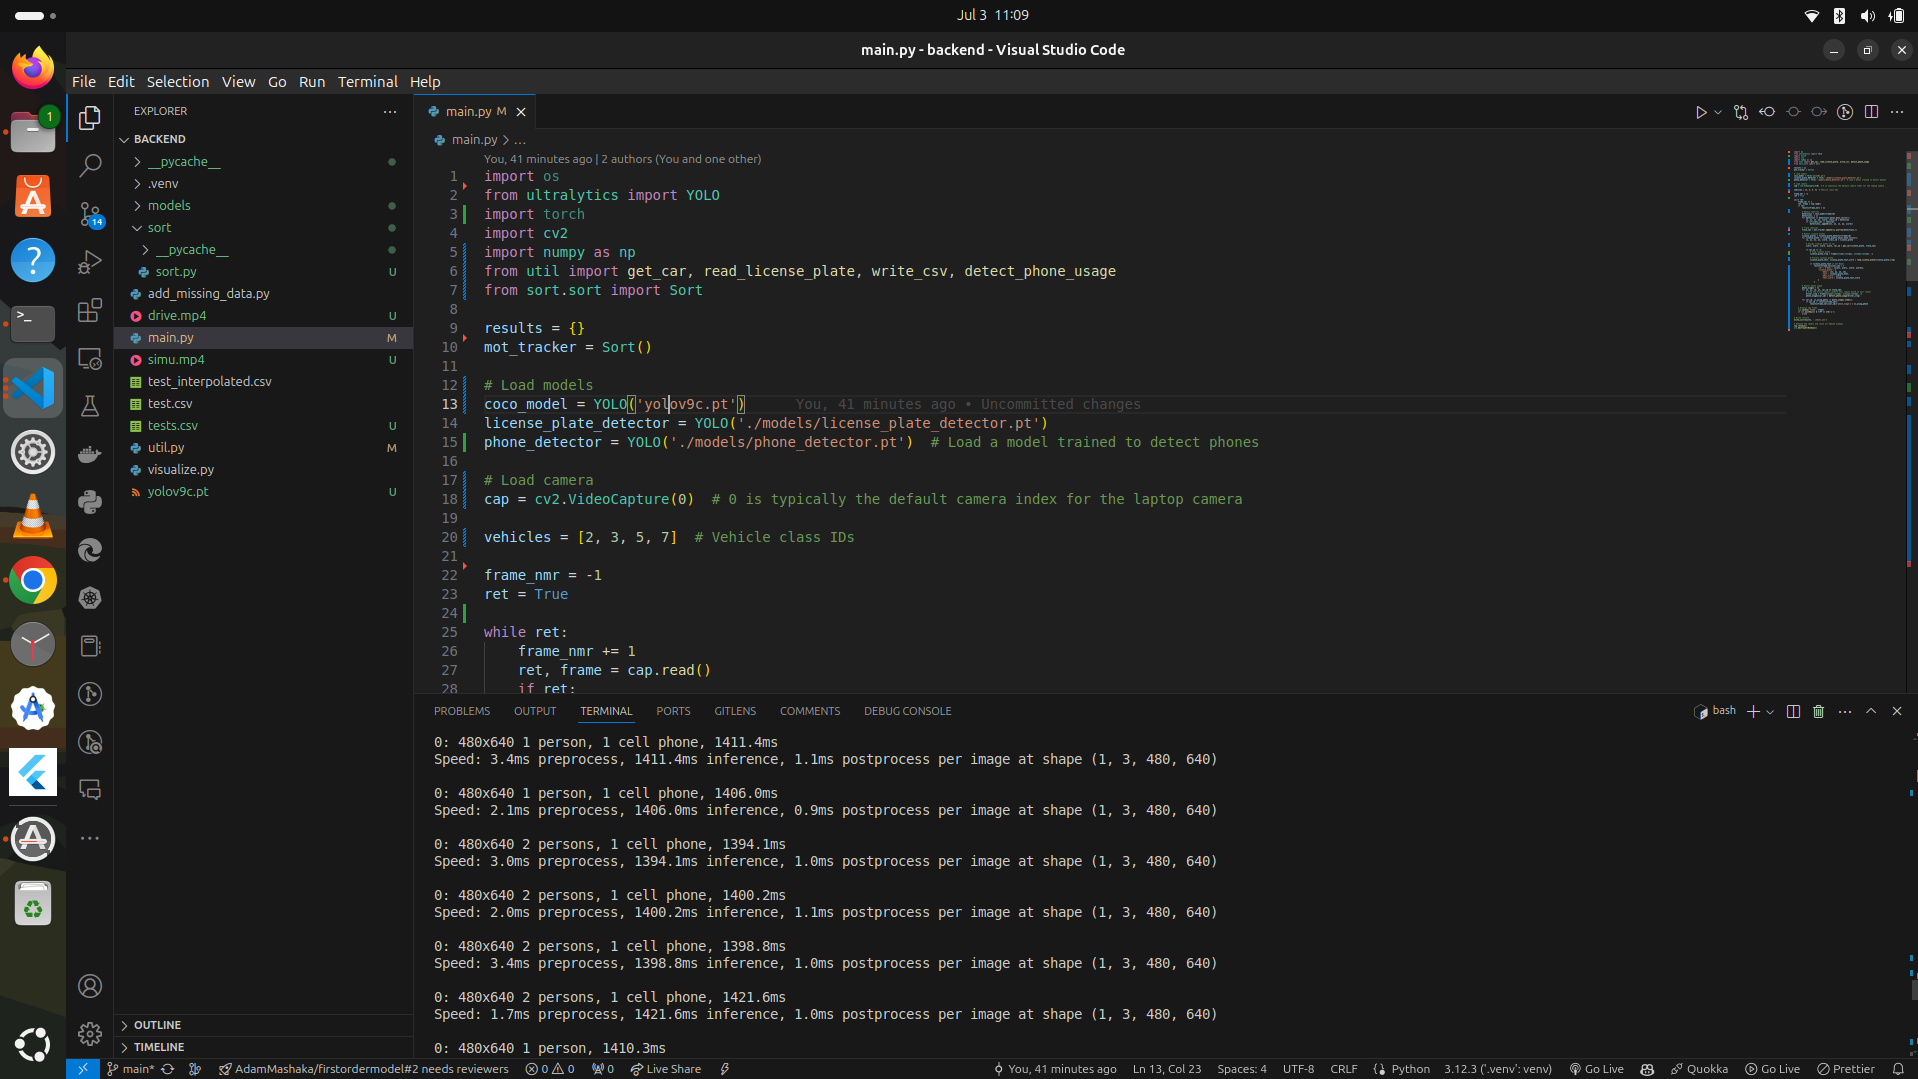 Jul 3 11:09
main.py - backend - Visual Studio Code
File Edit Selection View Go Run Terminal Help
EXPLORER
BACKEND
__pycache__
.venv
models
sort
__pycache__
sort.py U
add_missing_data.py
drive.mp4 U
main.py M
simu.mp4 U
test_interpolated.csv
test.csv
tests.csv U
util.py M
visualize.py
yolov9c.pt U
OUTLINE
TIMELINE
1
14
main.py M
main.py > ...
You, 41 minutes ago | 2 authors (You and one other)
1 import os
2 from ultralytics import YOLO
3 import torch
4 import cv2
5 import numpy as np
6 from util import get_car, read_license_plate, write_csv, detect_phone_usage
7 from sort.sort import Sort
8
9 results = {}
10 mot_tracker = Sort()
11
12 # Load models
13 coco_model = YOLO('yolov9c.pt') You, 41 minutes ago • Uncommitted changes
14 license_plate_detector = YOLO('./models/license_plate_detector.pt')
15 phone_detector = YOLO('./models/phone_detector.pt') # Load a model trained to detect phones
16
17 # Load camera
18 cap = cv2.VideoCapture(0) # 0 is typically the default camera index for the laptop camera
19
20 vehicles = [2, 3, 5, 7] # Vehicle class IDs
21
22 frame_nmr = -1
23 ret = True
24
25 while ret:
26 frame_nmr += 1
27 ret, frame = cap.read()
28 if ret:
PROBLEMS OUTPUT TERMINAL PORTS GITLENS COMMENTS DEBUG CONSOLE
bash
0: 480x640 1 person, 1 cell phone, 1411.4ms
Speed: 3.4ms preprocess, 1411.4ms inference, 1.1ms postprocess per image at shape (1, 3, 480, 640)
0: 480x640 1 person, 1 cell phone, 1406.0ms
Speed: 2.1ms preprocess, 1406.0ms inference, 0.9ms postprocess per image at shape (1, 3, 480, 640)
0: 480x640 2 persons, 1 cell phone, 1394.1ms
Speed: 3.0ms preprocess, 1394.1ms inference, 1.0ms postprocess per image at shape (1, 3, 480, 640)
0: 480x640 2 persons, 1 cell phone, 1400.2ms
Speed: 2.0ms preprocess, 1400.2ms inference, 1.1ms postprocess per image at shape (1, 3, 480, 640)
0: 480x640 2 persons, 1 cell phone, 1398.8ms
Speed: 3.4ms preprocess, 1398.8ms inference, 1.0ms postprocess per image at shape (1, 3, 480, 640)
0: 480x640 2 persons, 1 cell phone, 1421.6ms
Speed: 1.7ms preprocess, 1421.6ms inference, 1.0ms postprocess per image at shape (1, 3, 480, 640)
0: 480x640 1 person, 1410.3ms
main* AdamMashaka/firstordermodel#2 needs reviewers 0 0 0 Live Share You, 41 minutes ago Ln 13, Col 23 Spaces: 4 UTF-8 CRLF Python 3.12.3 ('.venv': venv) Go Live Quokka Go Live Prettier